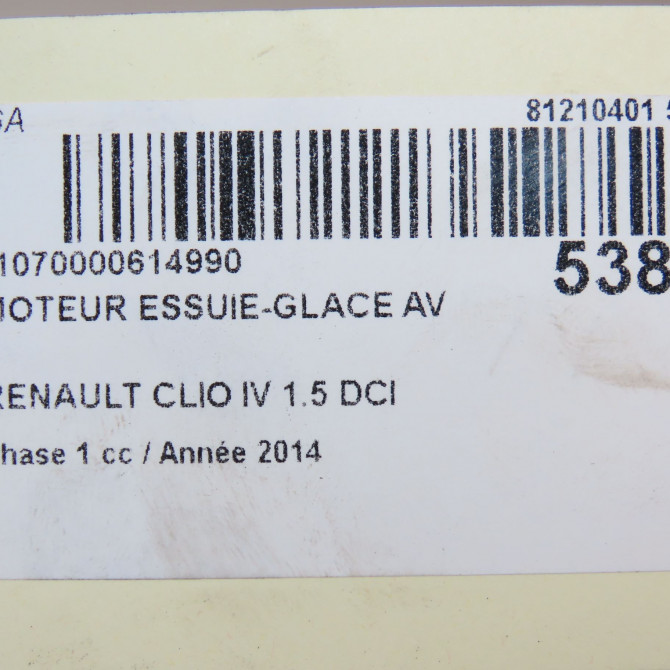 SA 81210401 5
1070000614990 538
MOTEUR ESSUIE-GLACE AV
RENAULT CLIO IV 1.5 DCI
hase 1 cc / Année 2014